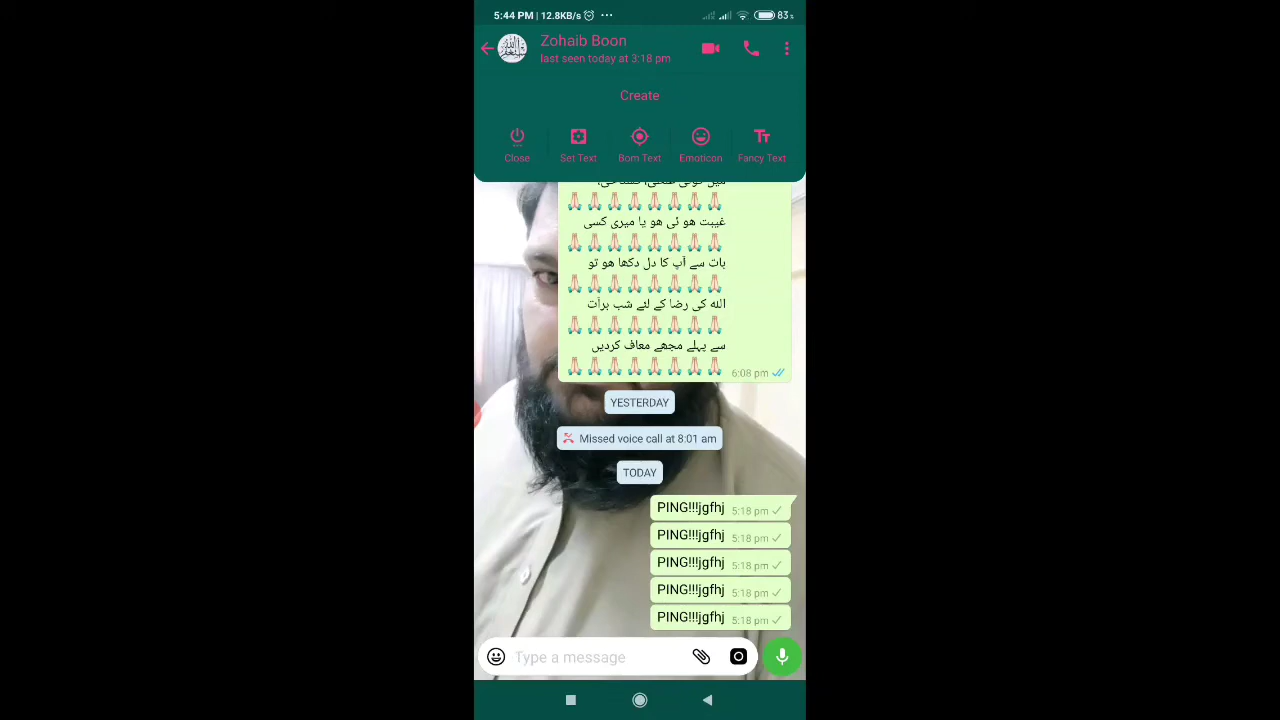 5:44 PM | 12.8KB/s
83%
Zohaib Boon
last seen today at 3:18 pm
Create
Close
Set Text
Bom Text
Emoticon
Fancy Text
غیبت ھو ئی ھو یا میری کسی
بات سے آپ کا دل دکھا ھو تو
اللہ کی رضا کے لئے شب برآت
سے پہلے مجھے معاف کردیں
6:08 pm
YESTERDAY
Missed voice call at 8:01 am
TODAY
PING!!!jgfhj 5:18 pm
PING!!!jgfhj 5:18 pm
PING!!!jgfhj 5:18 pm
PING!!!jgfhj 5:18 pm
PING!!!jgfhj 5:18 pm
Type a message